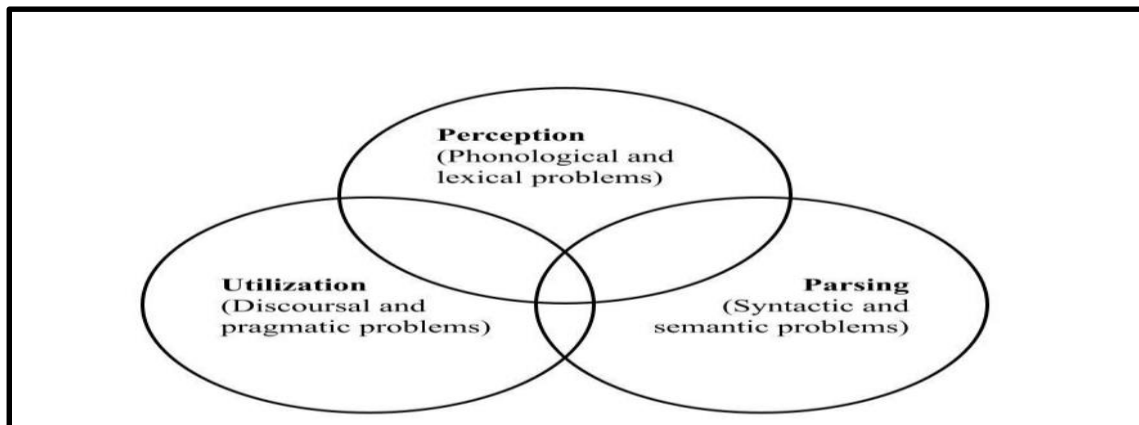 Perception
(Phonological and
lexical problems)
Utilization
(Discoursal and
pragmatic problems)
Parsing
(Syntactic and
semantic problems)